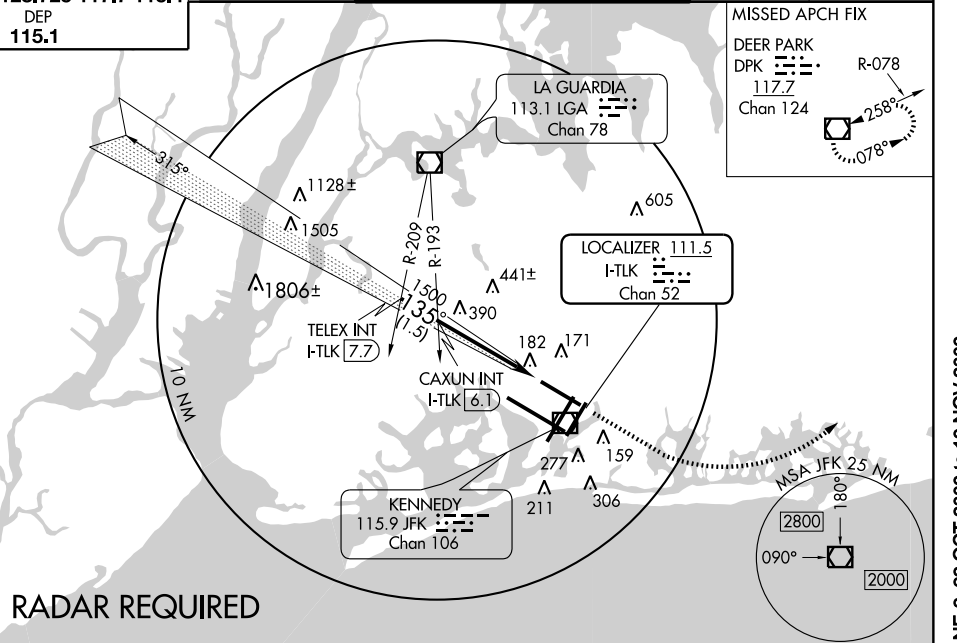 DEP
115.1
MISSED APCH FIX
DEER PARK
DPK
117.7
Chan 124
R-078
258°
078°
LA GUARDIA
113.1 LGA
Chan 78
315°
1128±
1505
1806±
605
R-209
R-193
LOCALIZER 111.5
I-TLK
Chan 52
441±
1500
135°
(1.5)
390
TELEX INT
I-TLK 7.7
182
171
CAXUN INT
I-TLK 6.1
10 NM
159
277
211
306
KENNEDY
115.9 JFK
Chan 106
MSA JFK 25 NM
180°
2800
090°
2000
RADAR REQUIRED